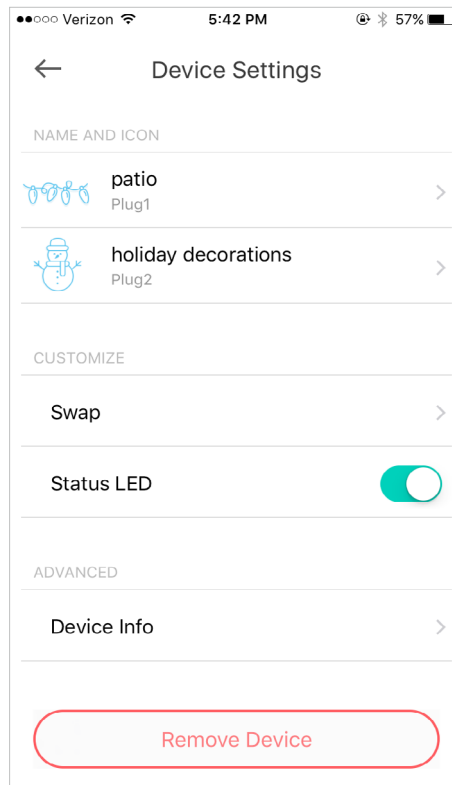 Verizon 5:42 PM 57%
Device Settings
NAME AND ICON
patio
Plug1
holiday decorations
Plug2
CUSTOMIZE
Swap
Status LED
ADVANCED
Device Info
Remove Device